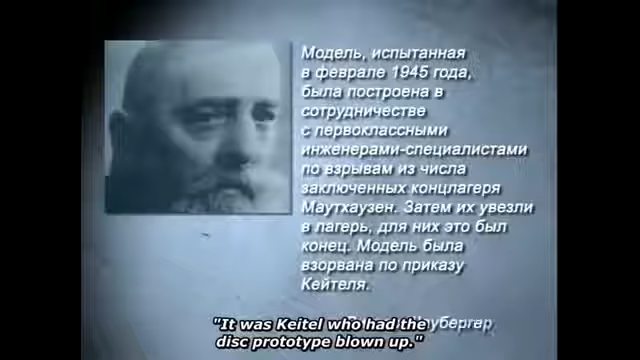 Модель, испытанная
в феврале 1945 года,
была построена в
сотрудничестве
с первоклассными
инженерами-специалистами
по взрывам из числа
заключенных концлагеря
Маутхаузен. Затем их увезли
в лагерь, для них это был
конец. Модель была
взорвана по приказу
Кейтеля.
"It was Keitel who had the
disc prototype blown up."